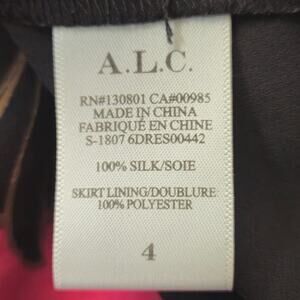 A.L.C.
RN#130801 CA#00985
MADE IN CHINA
FABRIQUÉ EN CHINE
S-1807 6DRES00442
100% SILK/SOIE
SKIRT LINING/DOUBLURE:
100% POLYESTER
4